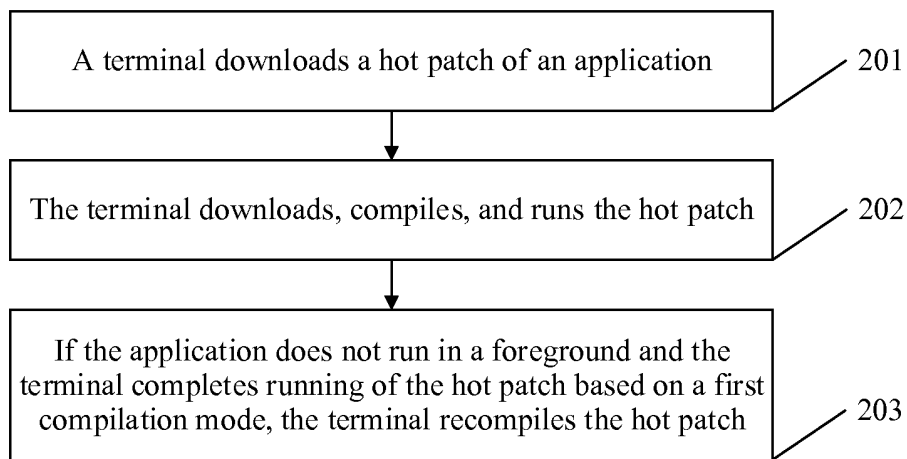 A terminal downloads a hot patch of an application
201
The terminal downloads, compiles, and runs the hot patch
202
If the application does not run in a foreground and the
terminal completes running of the hot patch based on a first
compilation mode, the terminal recompiles the hot patch
203